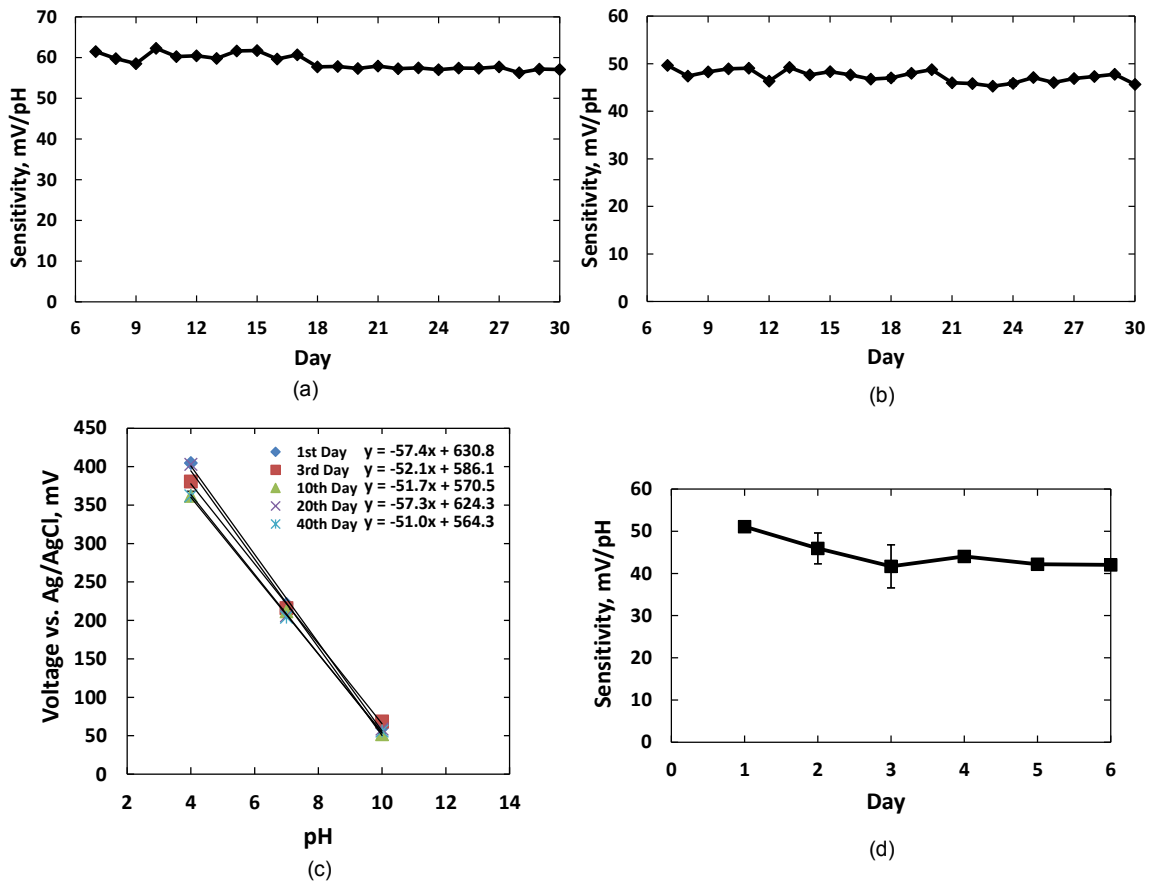 70
60
50
40
30
20
10
0
Sensitivity, mV/pH
6 9 12 15 18 21 24 27 30
Day
(a)
60
50
40
30
20
10
0
Sensitivity, mV/pH
6 9 12 15 18 21 24 27 30
Day
(b)
450
400
350
300
250
200
150
100
50
0
Voltage vs. Ag/AgCl, mV
1st Day y = -57.4x + 630.8
3rd Day y = -52.1x + 586.1
10th Day y = -51.7x + 570.5
20th Day y = -57.3x + 624.3
40th Day y = -51.0x + 564.3
2 4 6 8 10 12 14
pH
(c)
60
50
40
30
20
10
0
Sensitivity, mV/pH
0 1 2 3 4 5 6
Day
(d)